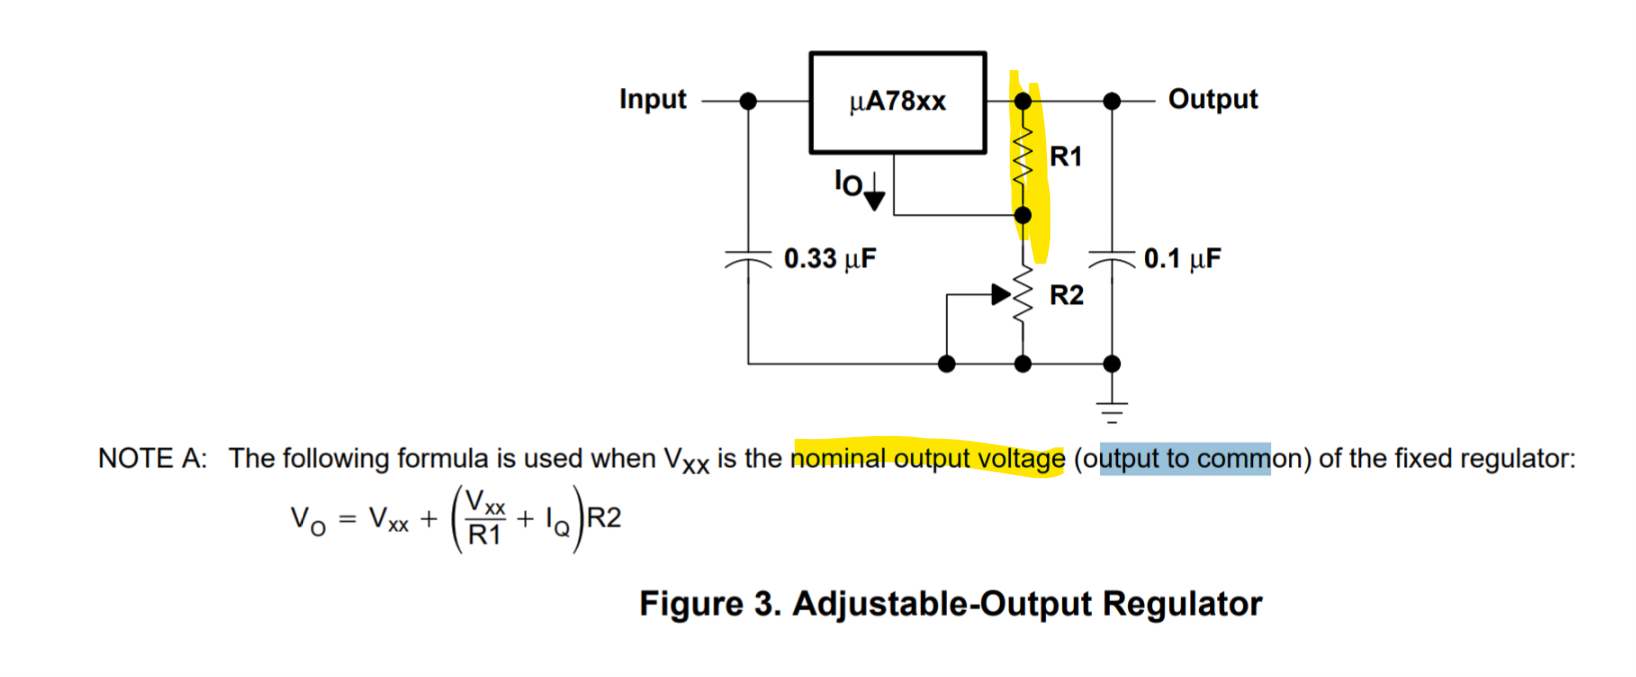 Input
μA78xx
Output
R1
IO
0.33 μF
0.1 μF
R2
NOTE A: The following formula is used when VXX is the nominal output voltage (output to common) of the fixed regulator:
VO = Vxx + (Vxx/R1 + IQ)R2
Figure 3. Adjustable-Output Regulator